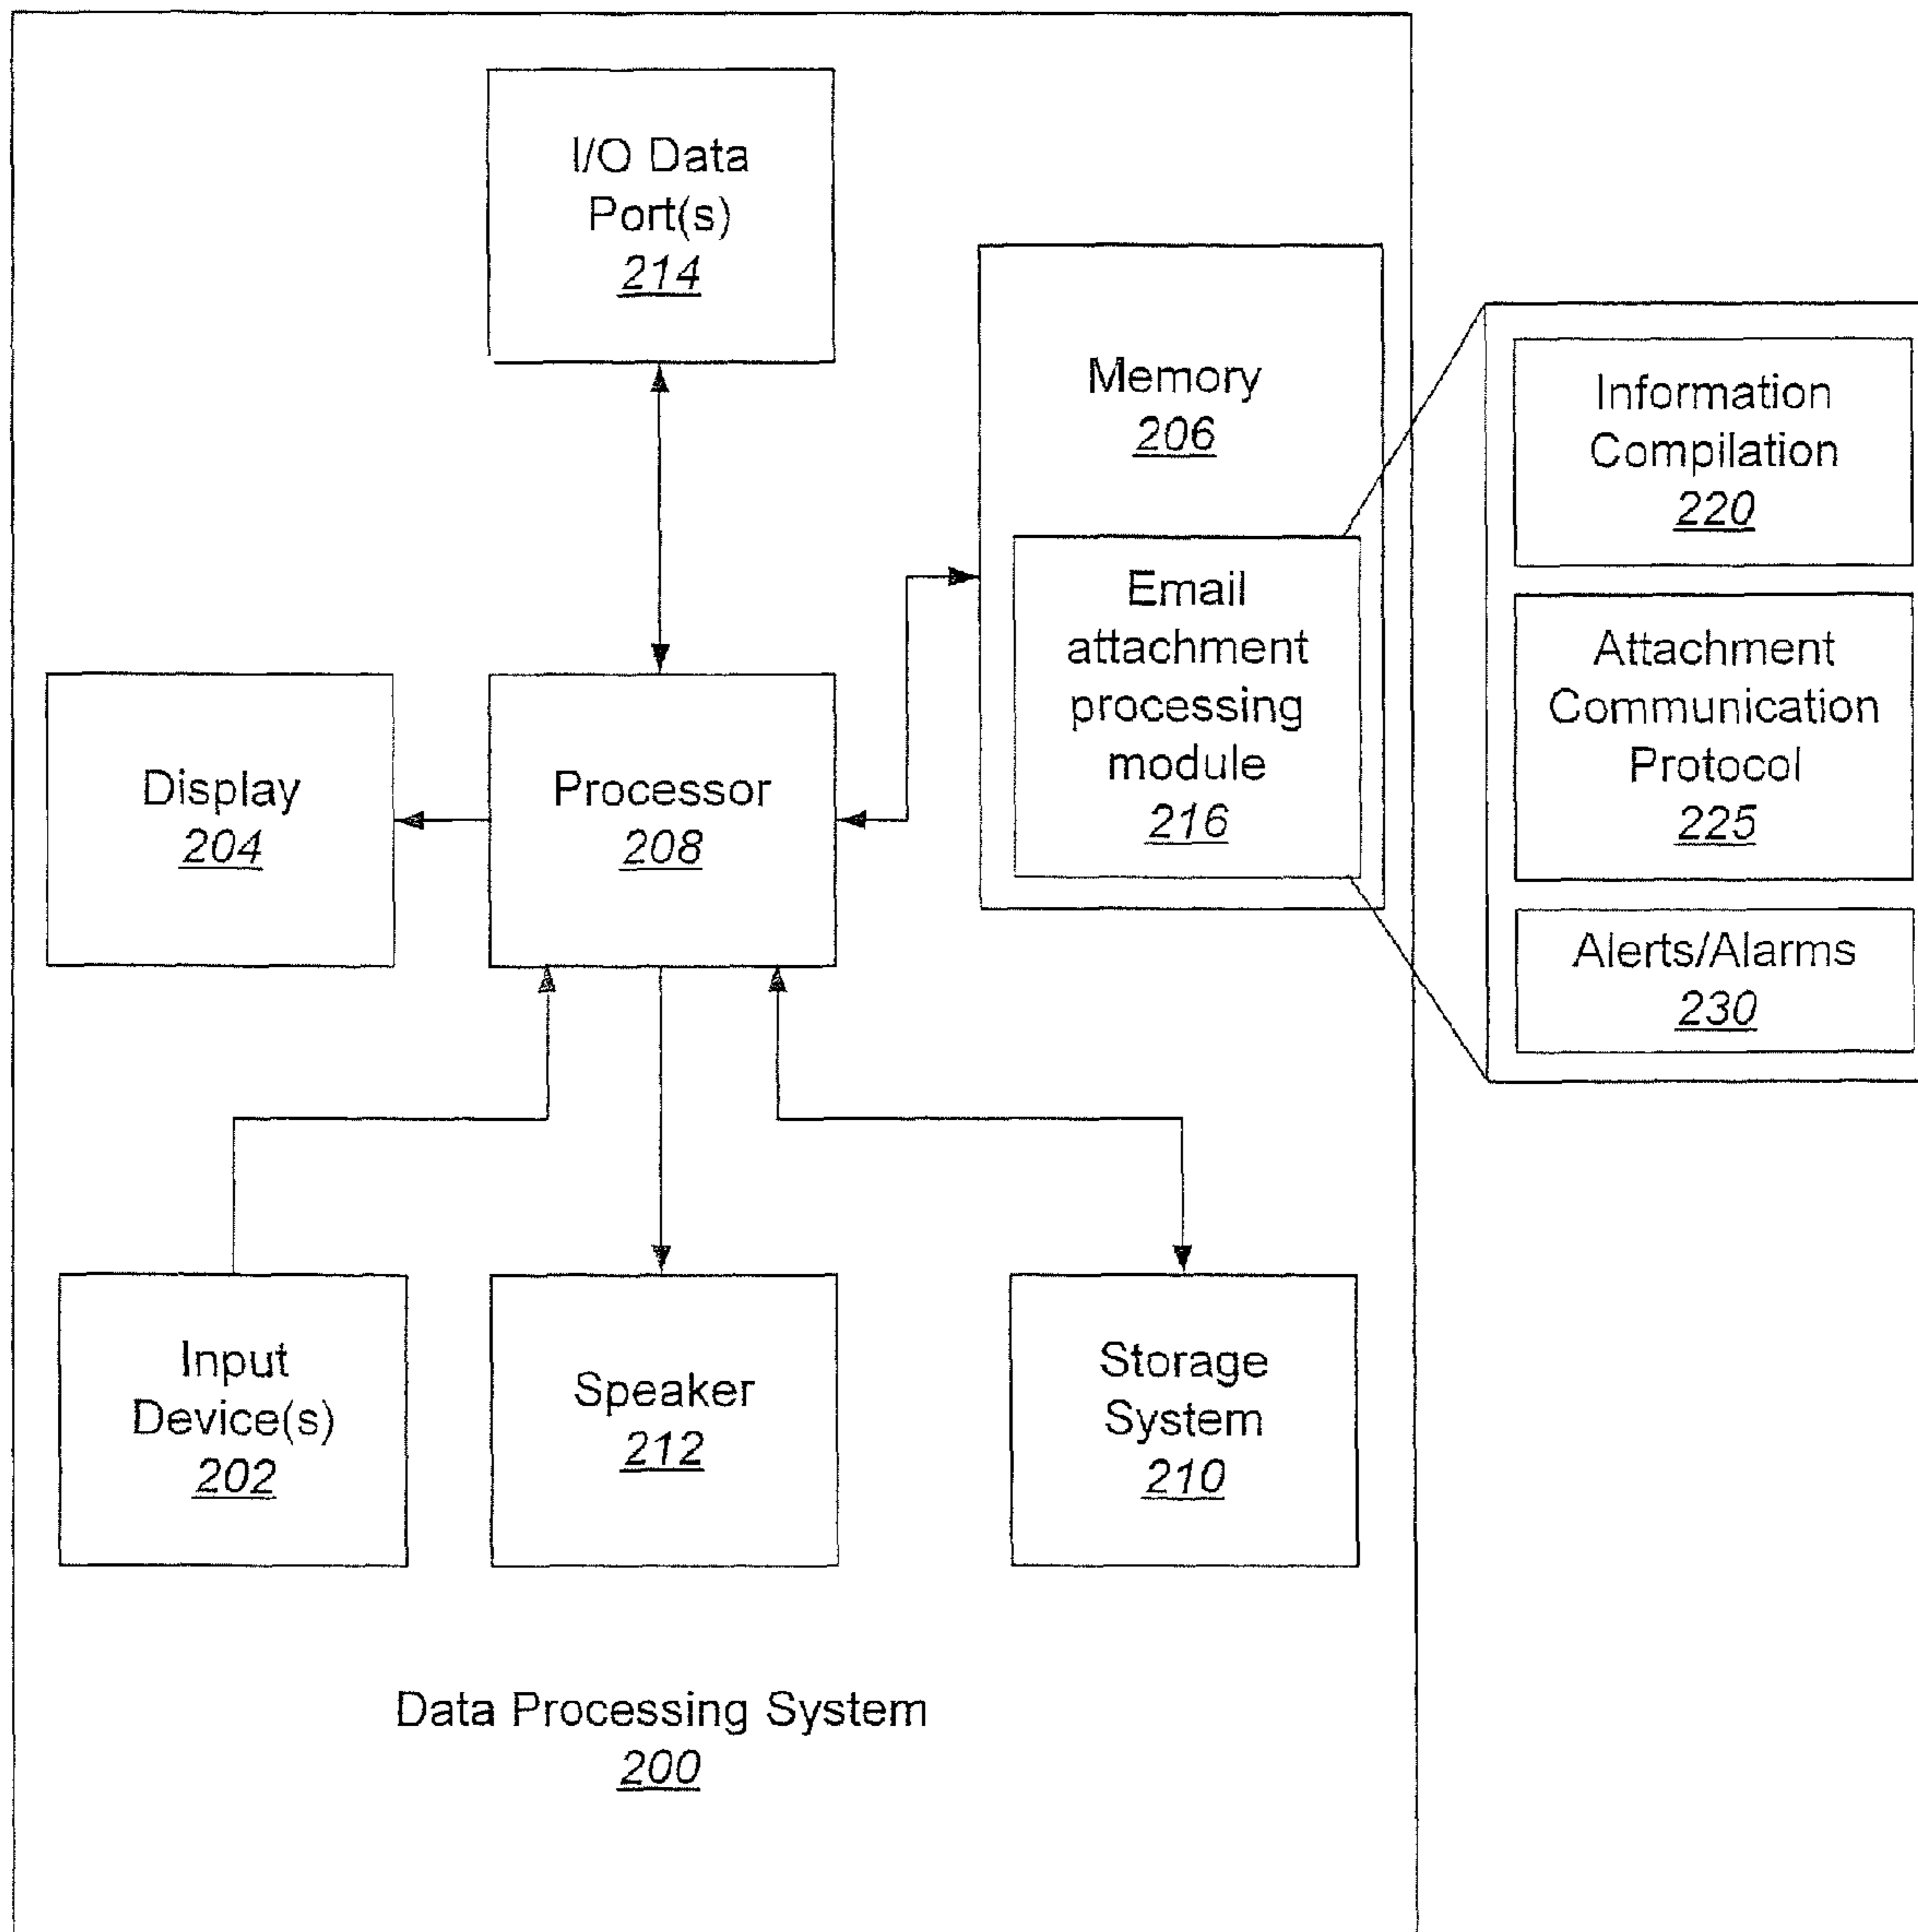 I/O Data
Port(s)
214
Memory
206
Email
attachment
processing
module
216
Information
Compilation
220
Attachment
Communication
Protocol
225
Alerts/Alarms
230
Display
204
Processor
208
Input
Device(s)
202
Speaker
212
Storage
System
210
Data Processing System
200